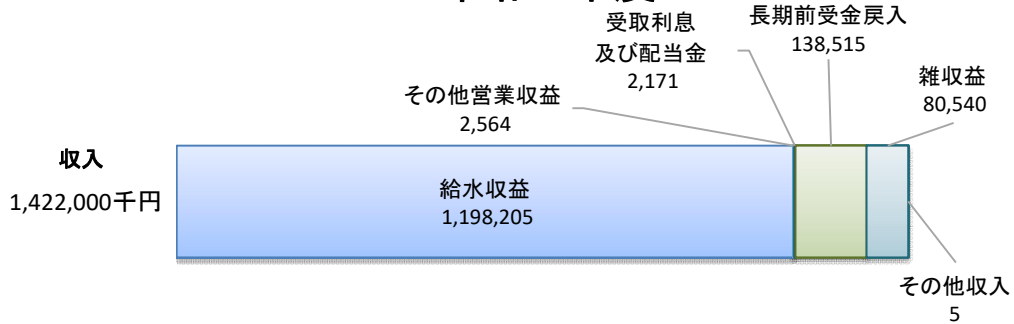 受取利息
及び配当金
2,171
長期前受金戻入
138,515
雑収益
80,540
その他営業収益
2,564
収入
1,422,000千円
給水収益
1,198,205
その他収入
5